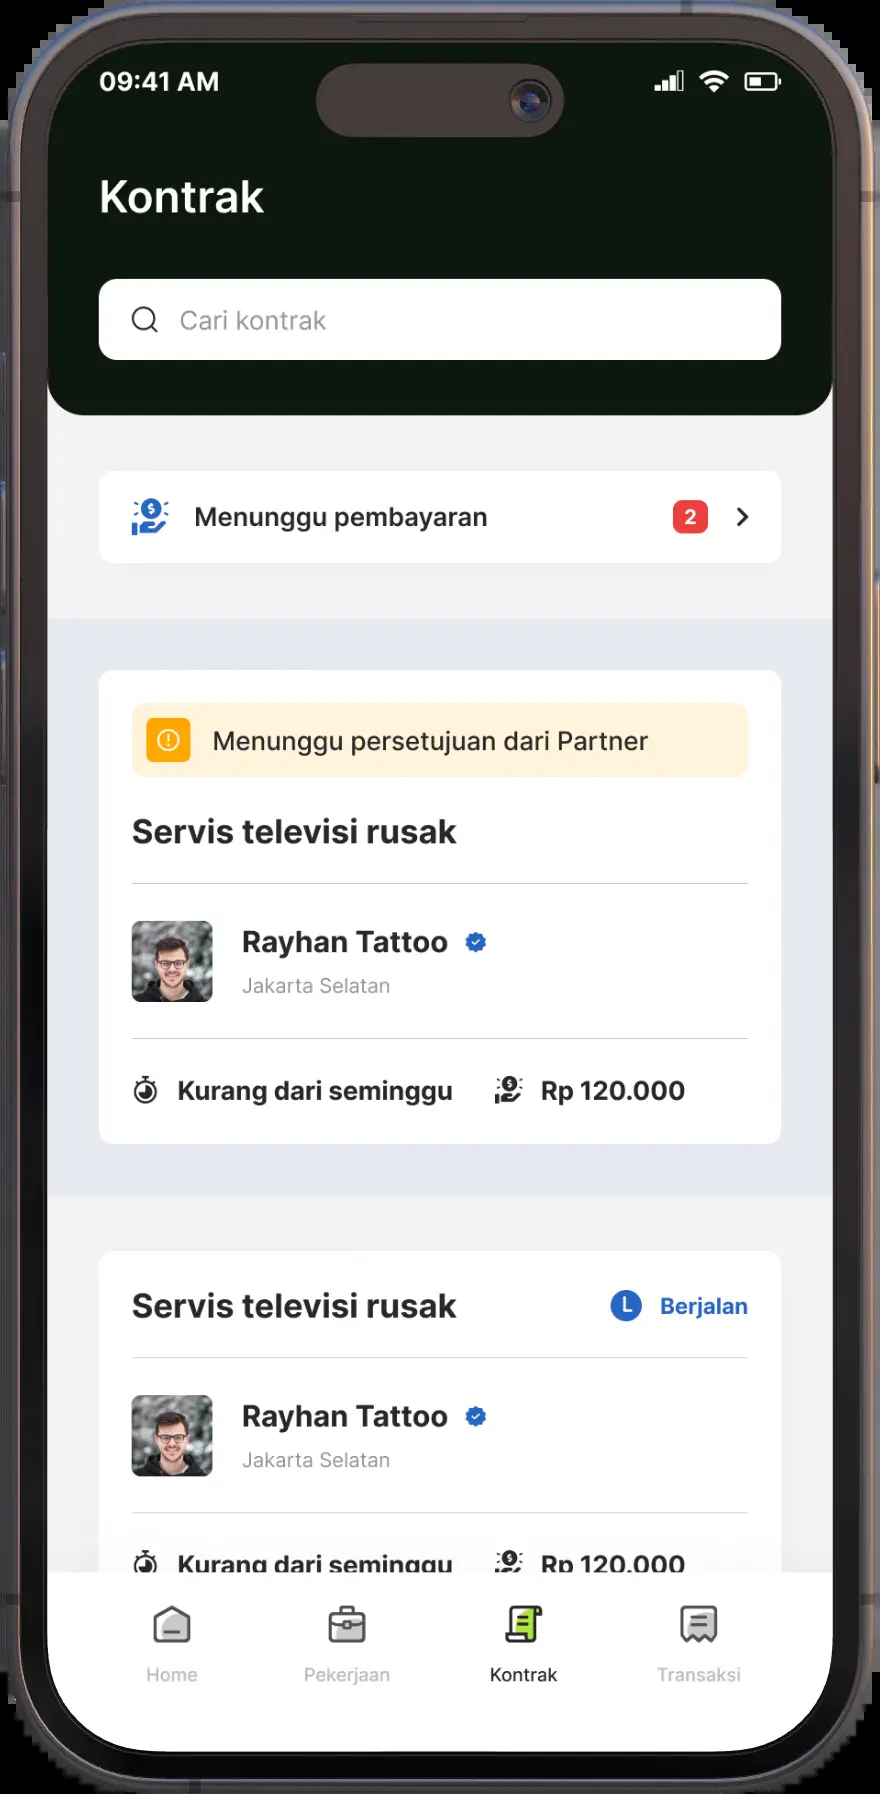 09:41 AM
Kontrak
Cari kontrak
Menunggu pembayaran 2
Menunggu persetujuan dari Partner
Servis televisi rusak
Rayhan Tattoo
Jakarta Selatan
Kurang dari seminggu Rp 120.000
Servis televisi rusak Berjalan
Rayhan Tattoo
Jakarta Selatan
Kurang dari seminggu Rp 120.000
Home Pekerjaan Kontrak Transaksi